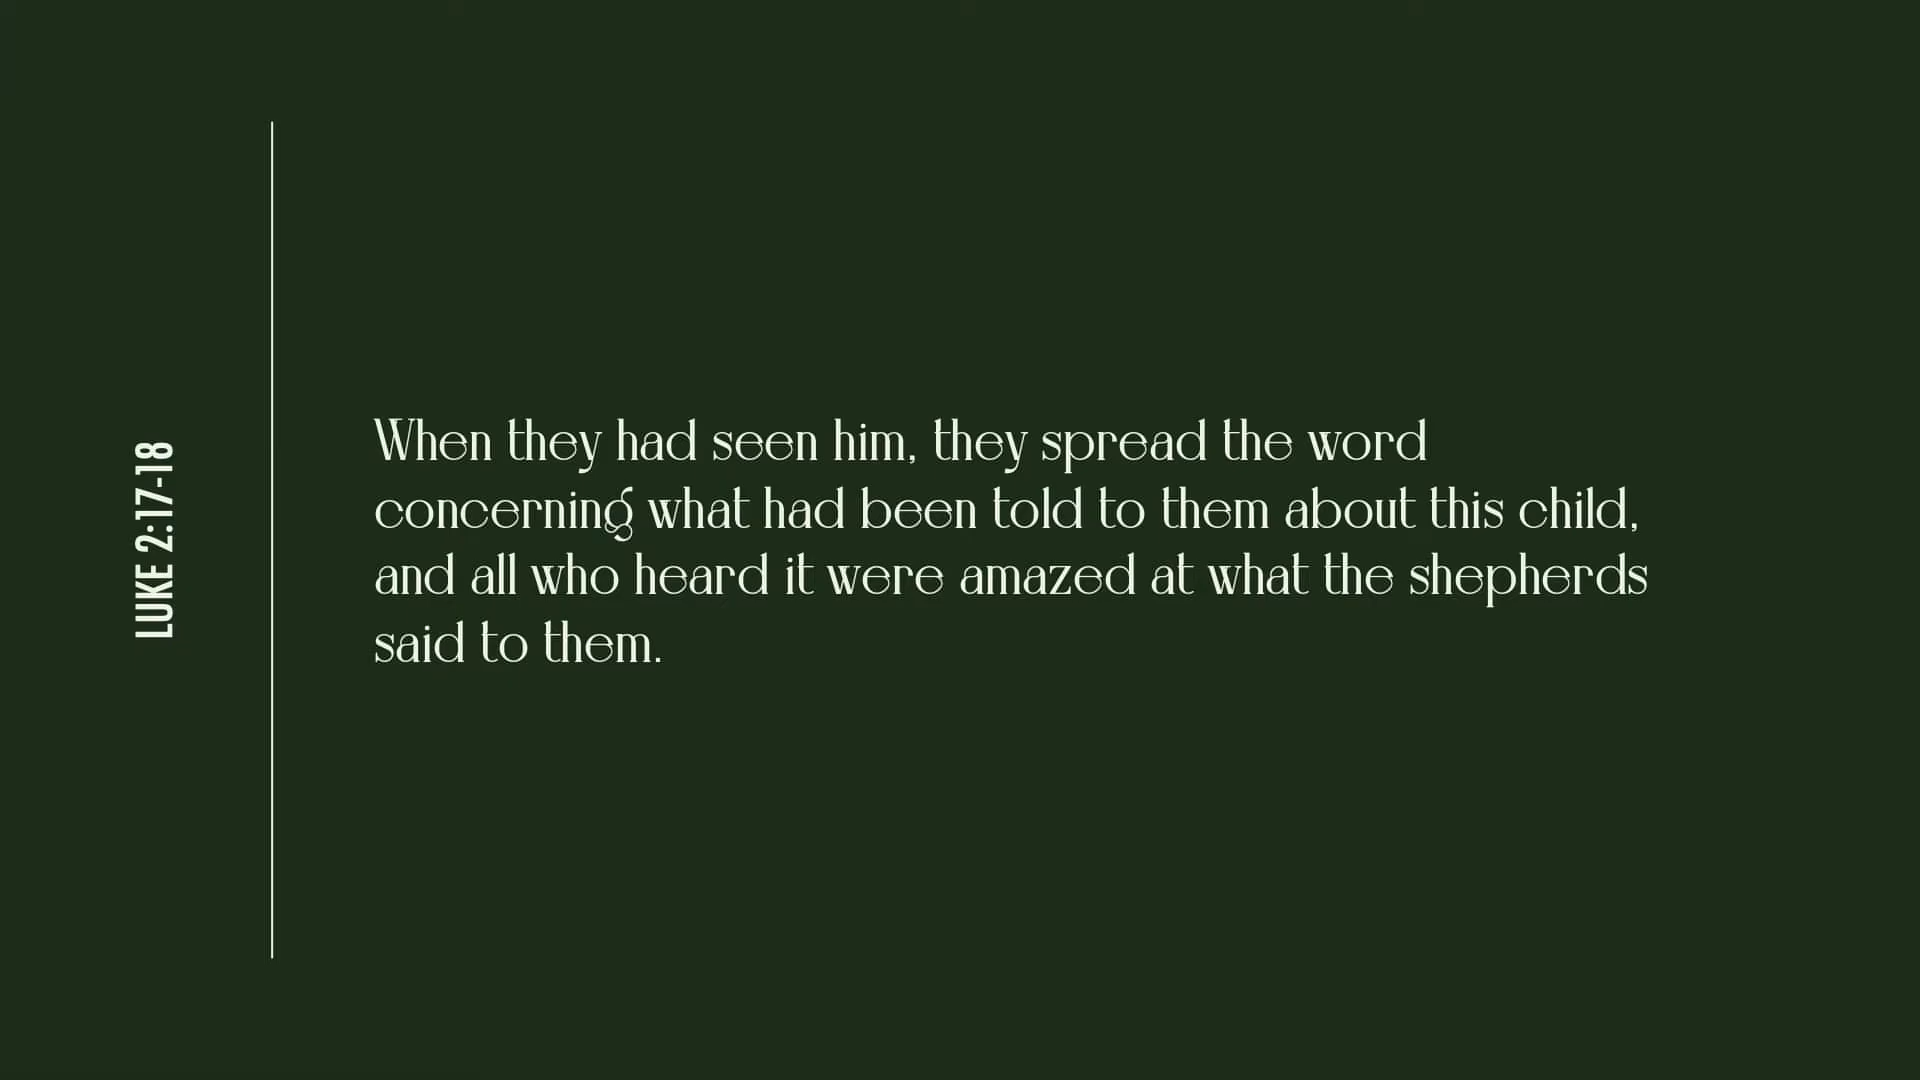 LUKE 2:17-18
When they had seen him, they spread the word
concerning what had been told to them about this child,
and all who heard it were amazed at what the shepherds
said to them.